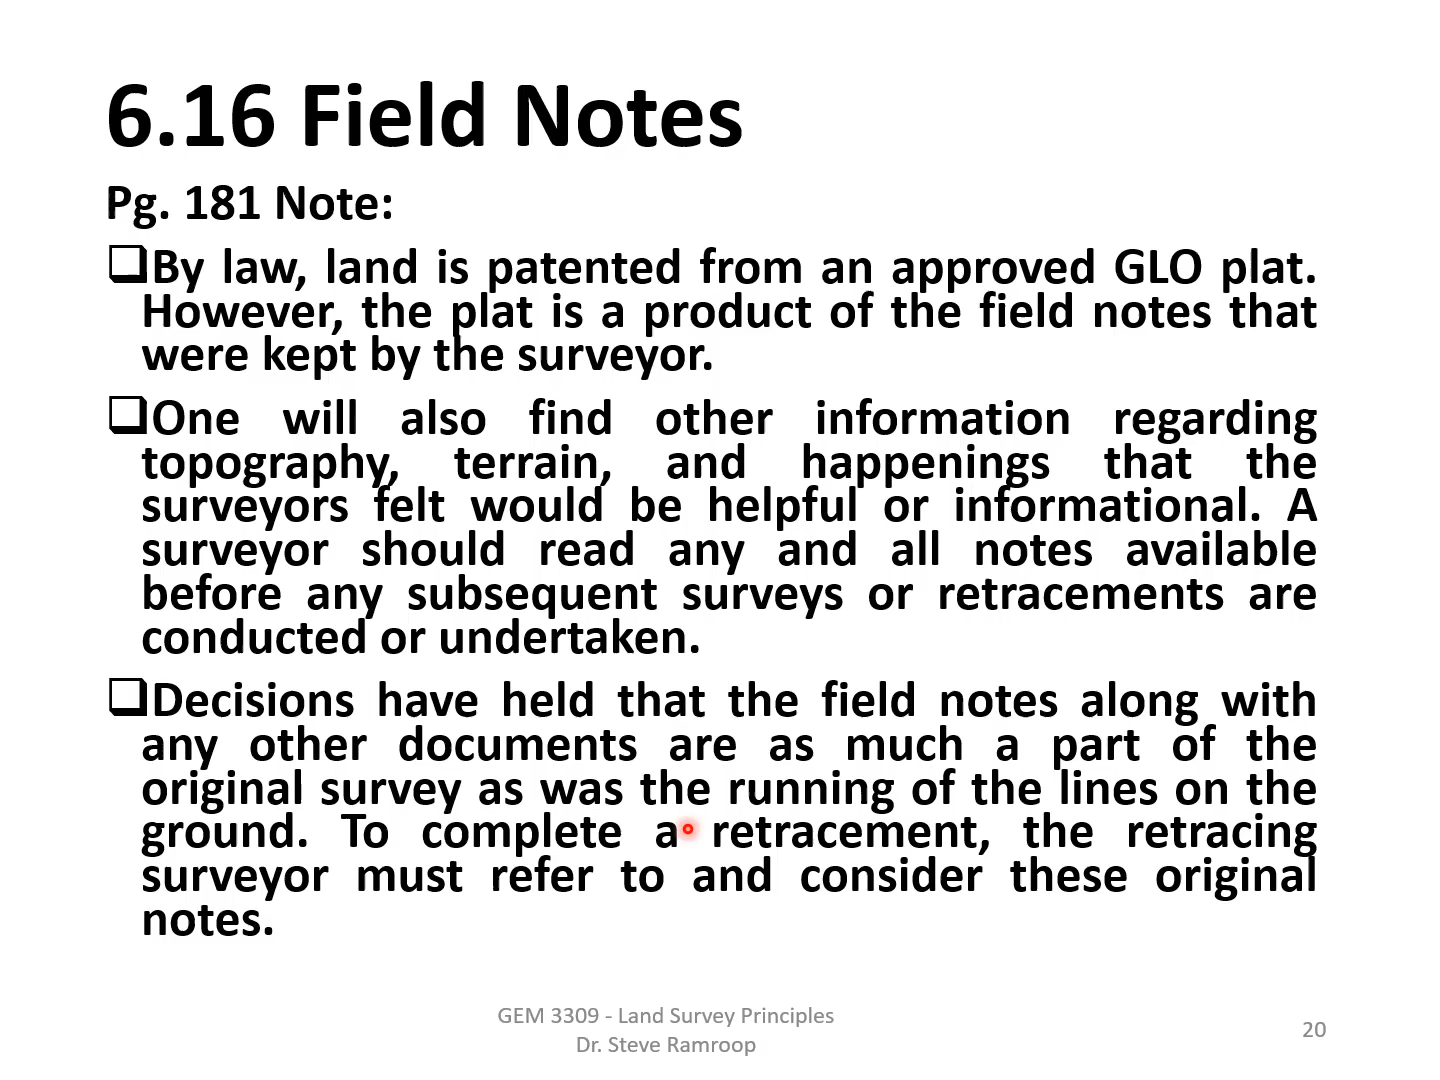 6.16 Field Notes
Pg. 181 Note:
❑By law, land is patented from an approved GLO plat.
However, the plat is a product of the field notes that
were kept by the surveyor.
❑One will also find other information regarding
topography, terrain, and happenings that the
surveyors felt would be helpful or informational. A
surveyor should read any and all notes available
before any subsequent surveys or retracements are
conducted or undertaken.
❑Decisions have held that the field notes along with
any other documents are as much a part of the
original survey as was the running of the lines on the
ground. To complete a retracement, the retracing
surveyor must refer to and consider these original
notes.
GEM 3309 - Land Survey Principles
Dr. Steve Ramroop
20